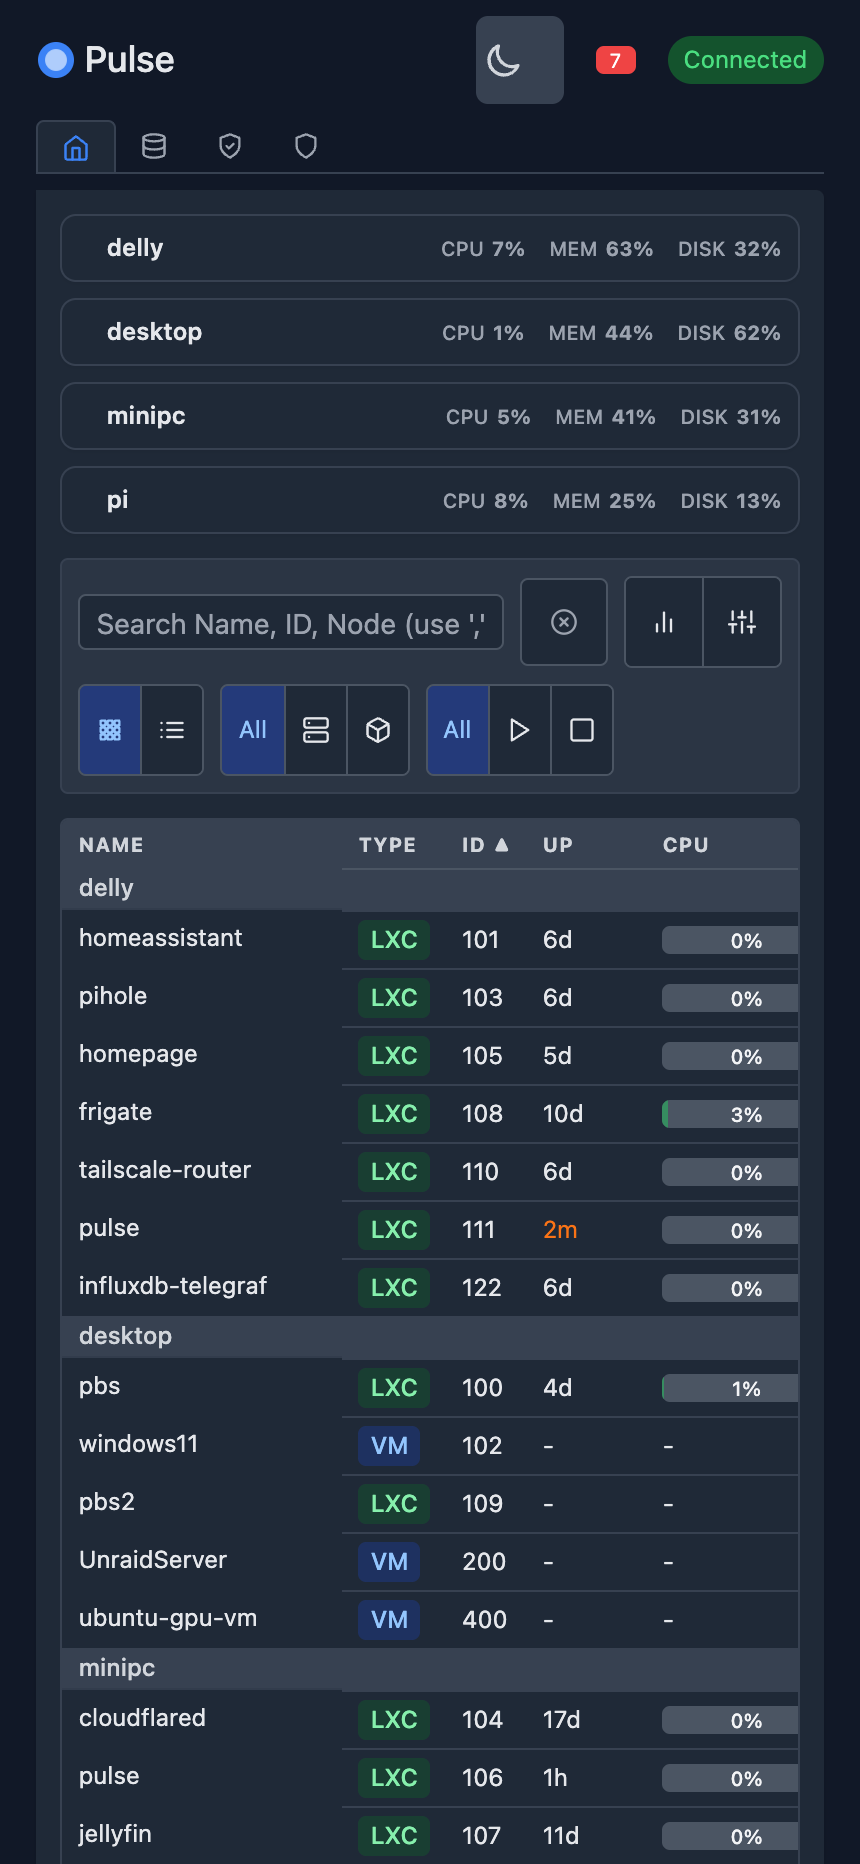 Pulse 7 Connected
delly CPU 7% MEM 63% DISK 32%
desktop CPU 1% MEM 44% DISK 62%
minipc CPU 5% MEM 41% DISK 31%
pi CPU 8% MEM 25% DISK 13%
Search Name, ID, Node (use ','
All All
NAME TYPE ID ▲ UP CPU
delly
homeassistant LXC 101 6d 0%
pihole LXC 103 6d 0%
homepage LXC 105 5d 0%
frigate LXC 108 10d 3%
tailscale-router LXC 110 6d 0%
pulse LXC 111 2m 0%
influxdb-telegraf LXC 122 6d 0%
desktop
pbs LXC 100 4d 1%
windows11 VM 102 - -
pbs2 LXC 109 - -
UnraidServer VM 200 - -
ubuntu-gpu-vm VM 400 - -
minipc
cloudflared LXC 104 17d 0%
pulse LXC 106 1h 0%
jellyfin LXC 107 11d 0%